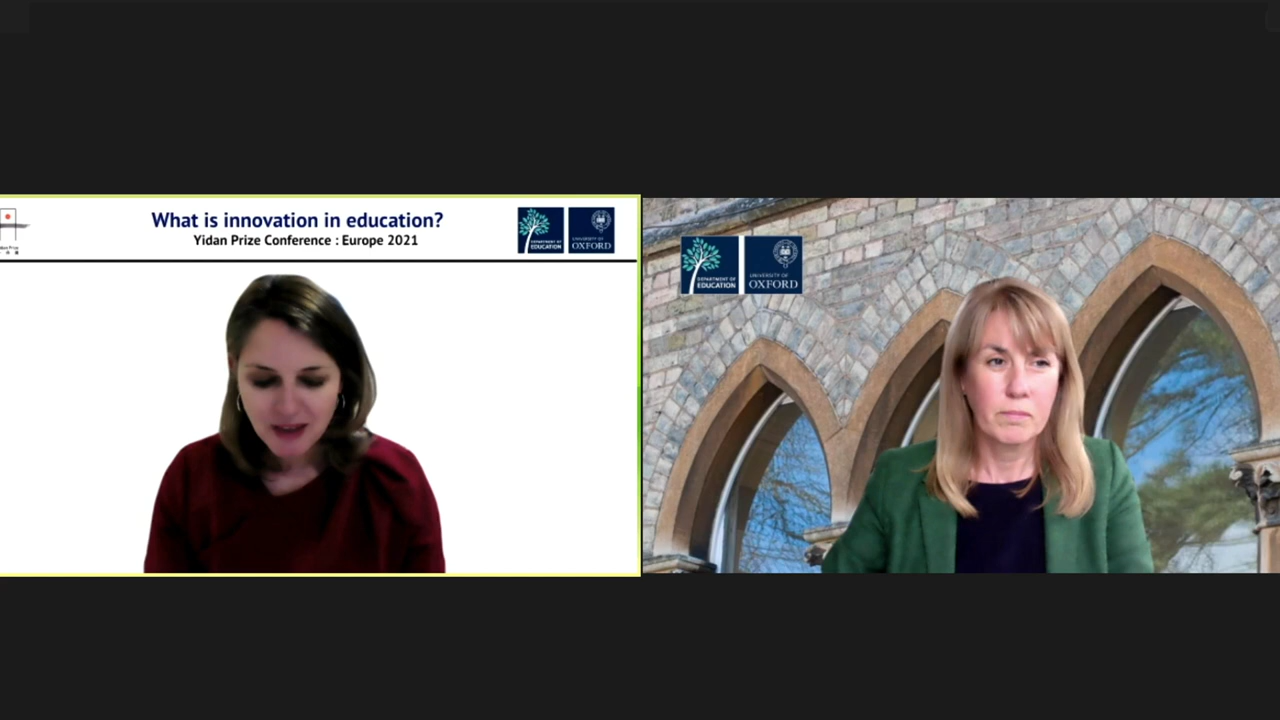 What is innovation in education?
Yidan Prize Conference : Europe 2021
DEPARTMENT OF
EDUCATION
UNIVERSITY OF
OXFORD
DEPARTMENT OF
EDUCATION
UNIVERSITY OF
OXFORD